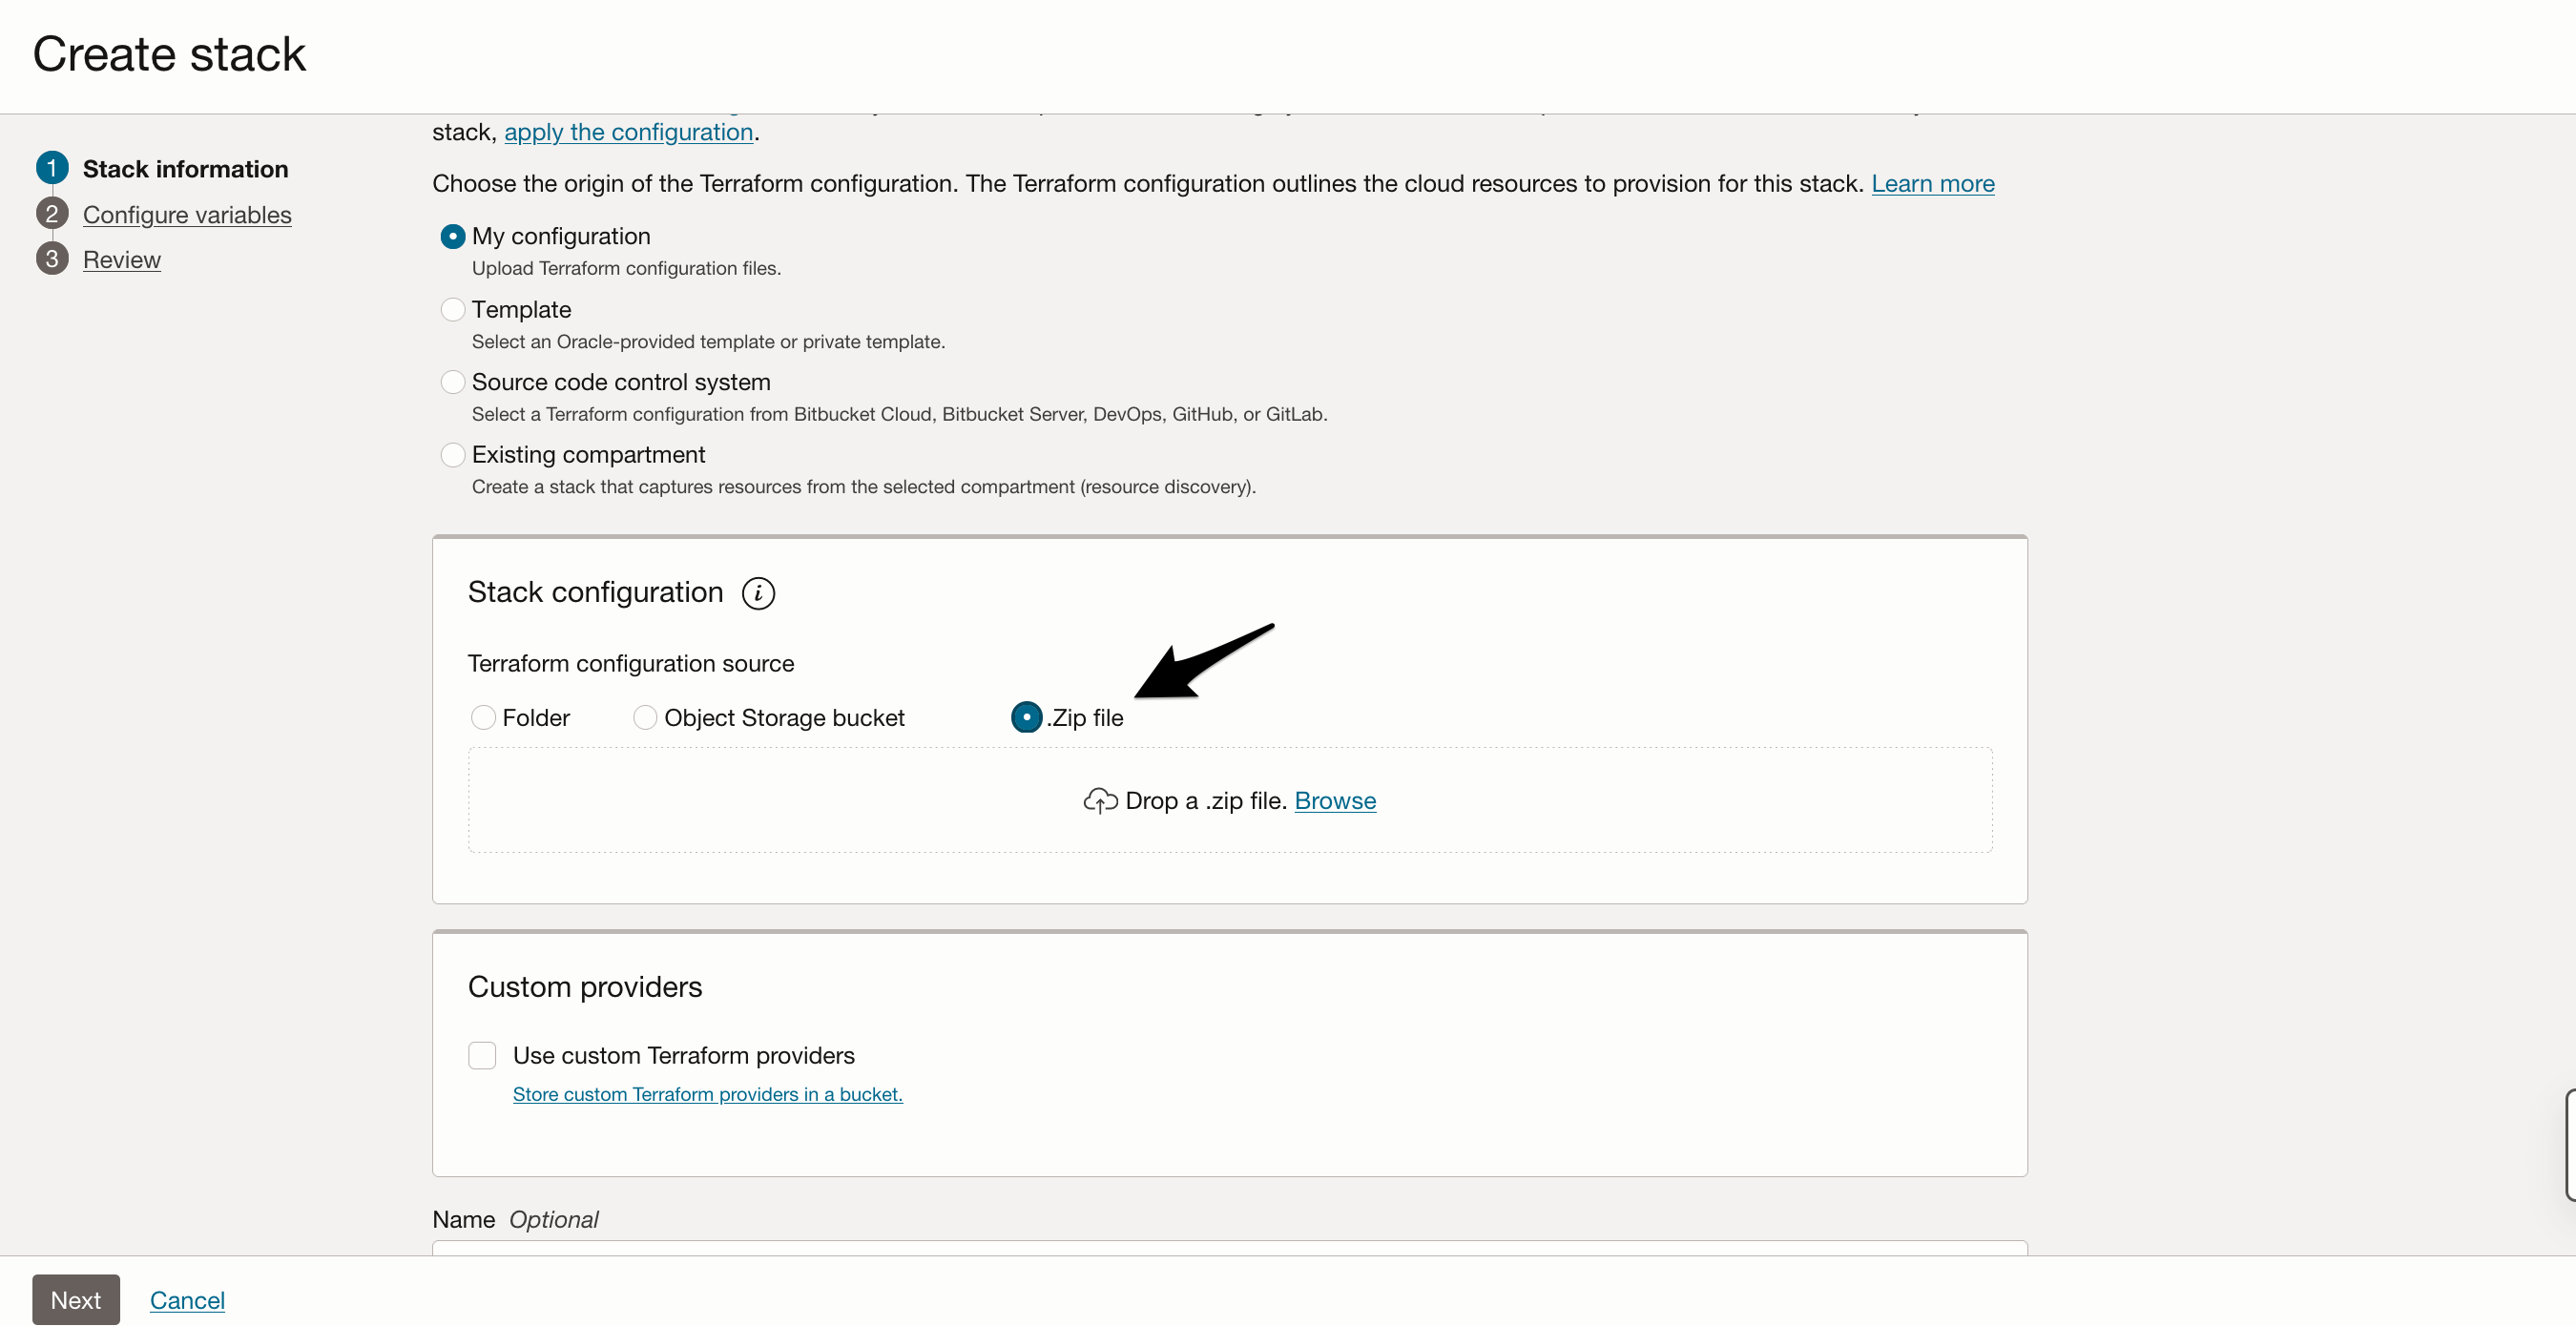 Create stack
1 Stack information
2 Configure variables
3 Review
stack, apply the configuration.
Choose the origin of the Terraform configuration. The Terraform configuration outlines the cloud resources to provision for this stack. Learn more
My configuration
Upload Terraform configuration files.
Template
Select an Oracle-provided template or private template.
Source code control system
Select a Terraform configuration from Bitbucket Cloud, Bitbucket Server, DevOps, GitHub, or GitLab.
Existing compartment
Create a stack that captures resources from the selected compartment (resource discovery).
Stack configuration i
Terraform configuration source
Folder Object Storage bucket .Zip file
Drop a .zip file. Browse
Custom providers
Use custom Terraform providers
Store custom Terraform providers in a bucket.
Name Optional
Next Cancel